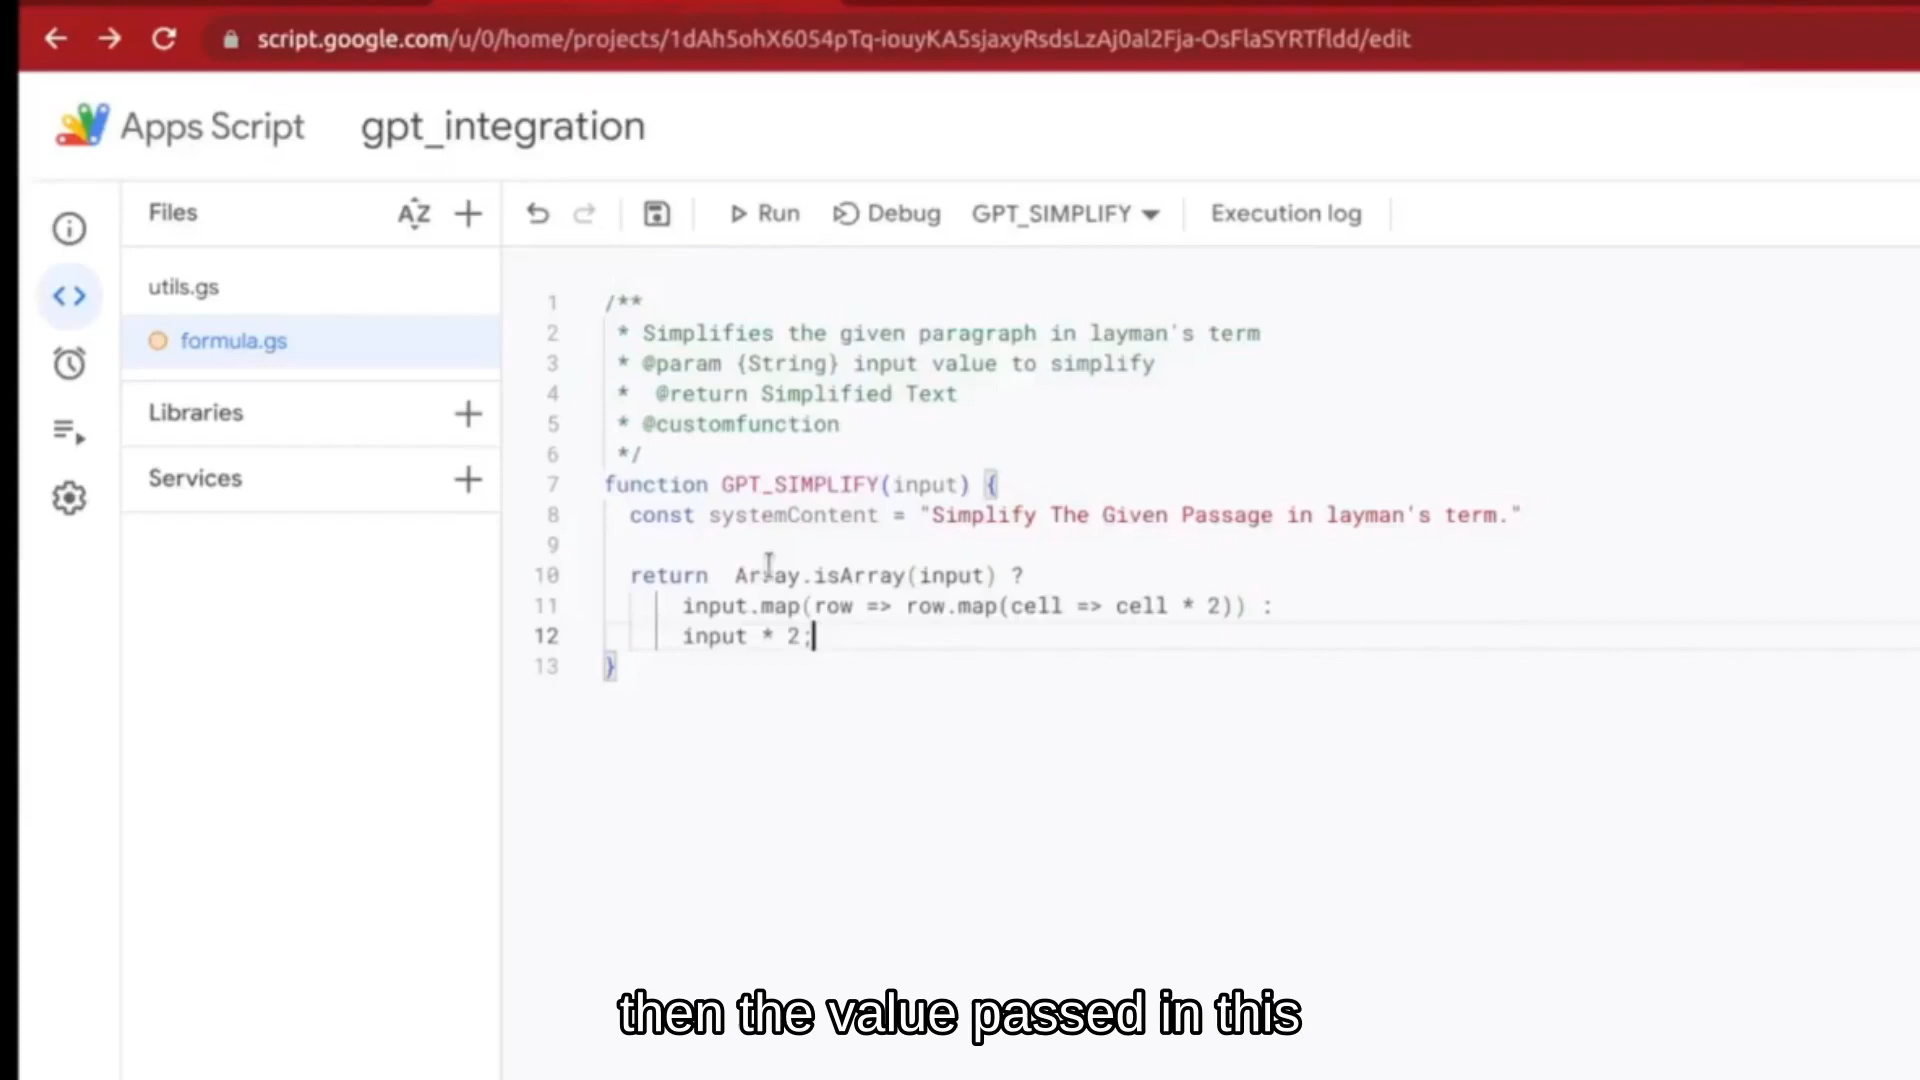 script.google.com/u/0/home/projects/1dAh5ohX6054pTq-iouyKA5sjaxyRsdsLzAj0al2Fja-OsFlaSYRTfldd/edit
Apps Script gpt_integration
Files AZ Run Debug GPT_SIMPLIFY Execution log
utils.gs
formula.gs
Libraries
Services
1 /**
2 * Simplifies the given paragraph in layman's term
3 * @param {String} input value to simplify
4 * @return Simplified Text
5 * @customfunction
6 */
7 function GPT_SIMPLIFY(input) {
8 const systemContent = "Simplify The Given Passage in layman's term."
9
10 return Array.isArray(input) ?
11 input.map(row => row.map(cell => cell * 2)) :
12 input * 2;
13 }
then the value passed in this